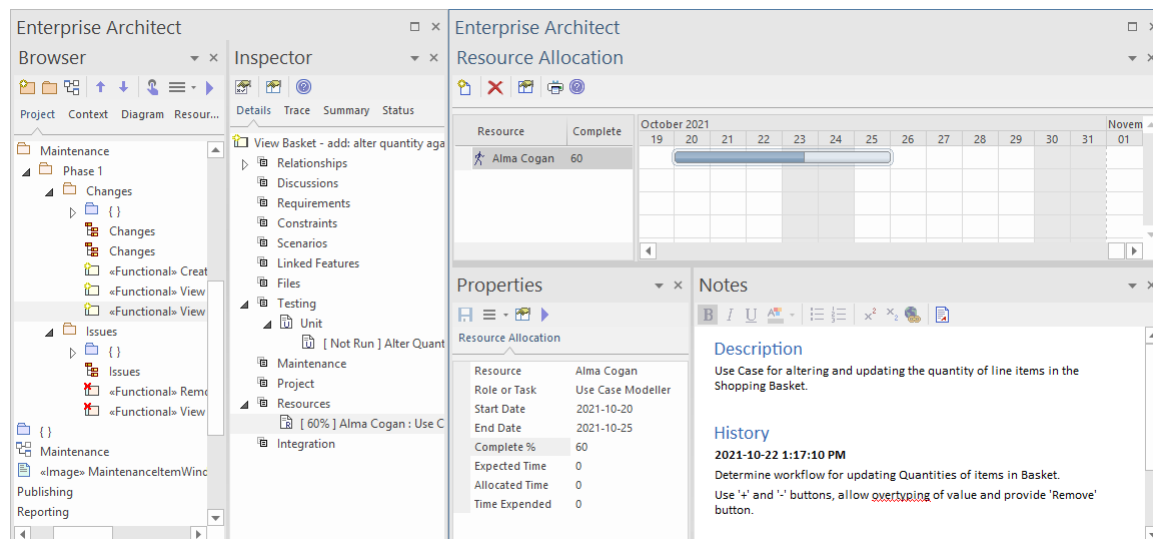 Enterprise Architect
Browser
Project Context Diagram Resour...
Maintenance
Phase 1
Changes
{ }
Changes
Changes
«Functional» Creat
«Functional» View
«Functional» View
Issues
{ }
Issues
«Functional» Remo
«Functional» View
{ }
Maintenance
«Image» MaintenanceItemWinc
Publishing
Reporting
Inspector
Details Trace Summary Status
View Basket - add: alter quantity aga
Relationships
Discussions
Requirements
Constraints
Scenarios
Linked Features
Files
Testing
Unit
[ Not Run ] Alter Quant
Maintenance
Project
Resources
[ 60% ] Alma Cogan : Use C
Integration
Enterprise Architect
Resource Allocation
Resource Complete
October 2021 Novem
19 20 21 22 23 24 25 26 27 28 29 30 31 01
Alma Cogan 60
Properties
Resource Allocation
Resource Alma Cogan
Role or Task Use Case Modeller
Start Date 2021-10-20
End Date 2021-10-25
Complete % 60
Expected Time 0
Allocated Time 0
Time Expended 0
Notes
B I U A x² x₂
Description
Use Case for altering and updating the quantity of line items in the
Shopping Basket.
History
2021-10-22 1:17:10 PM
Determine workflow for updating Quantities of items in Basket.
Use '+' and '-' buttons, allow overtyping of value and provide 'Remove'
button.